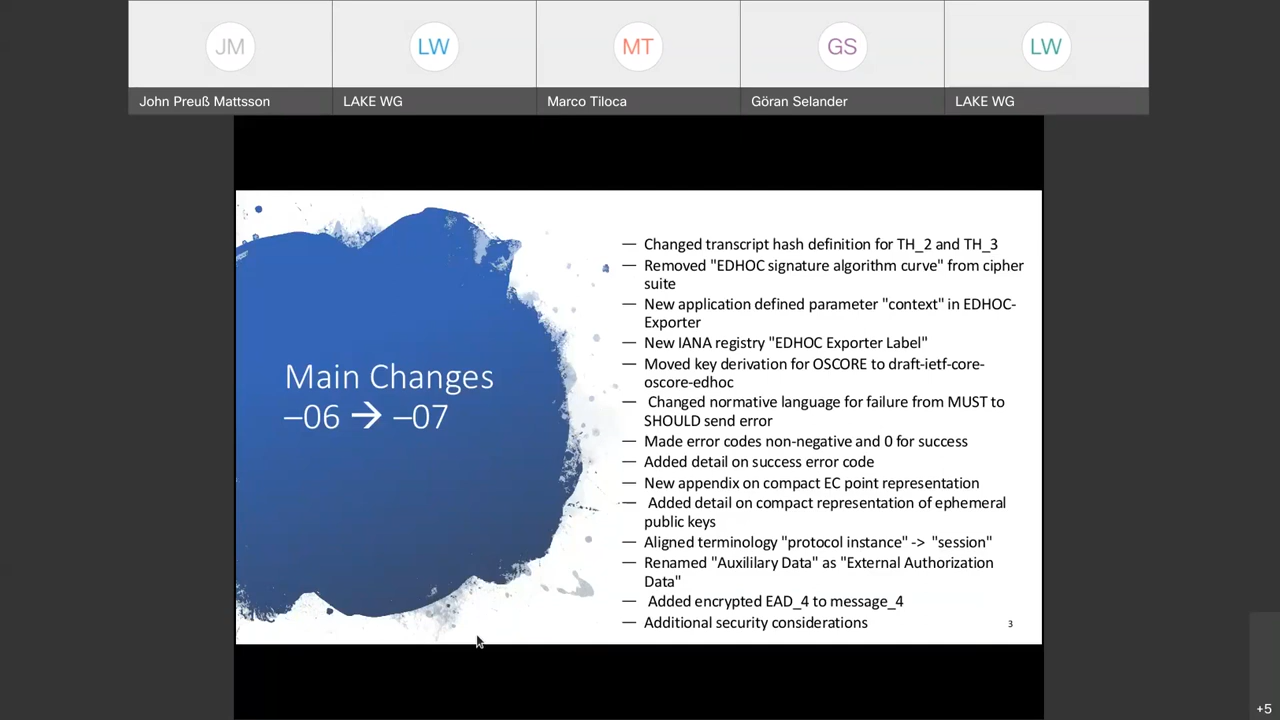 JM
LW
MT
GS
LW
John Preuß Mattsson
LAKE WG
Marco Tiloca
Göran Selander
LAKE WG
Main Changes
–06 → –07
— Changed transcript hash definition for TH_2 and TH_3
— Removed "EDHOC signature algorithm curve" from cipher
suite
— New application defined parameter "context" in EDHOC-
Exporter
— New IANA registry "EDHOC Exporter Label"
— Moved key derivation for OSCORE to draft-ietf-core-
oscore-edhoc
— Changed normative language for failure from MUST to
SHOULD send error
— Made error codes non-negative and 0 for success
— Added detail on success error code
— New appendix on compact EC point representation
— Added detail on compact representation of ephemeral
public keys
— Aligned terminology "protocol instance" -> "session"
— Renamed "Auxililary Data" as "External Authorization
Data"
— Added encrypted EAD_4 to message_4
— Additional security considerations
3
+5